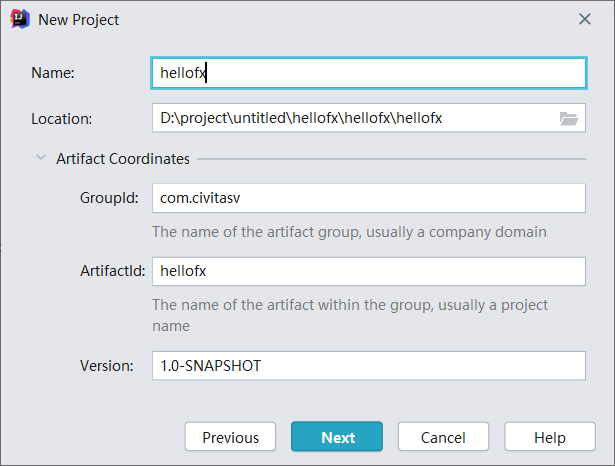 New Project
Name:
hellofx
Location:
D:\project\untitled\hellofx\hellofx\hellofx
Artifact Coordinates
GroupId:
com.civitasv
The name of the artifact group, usually a company domain
ArtifactId:
hellofx
The name of the artifact within the group, usually a project
name
Version:
1.0-SNAPSHOT
Previous
Next
Cancel
Help